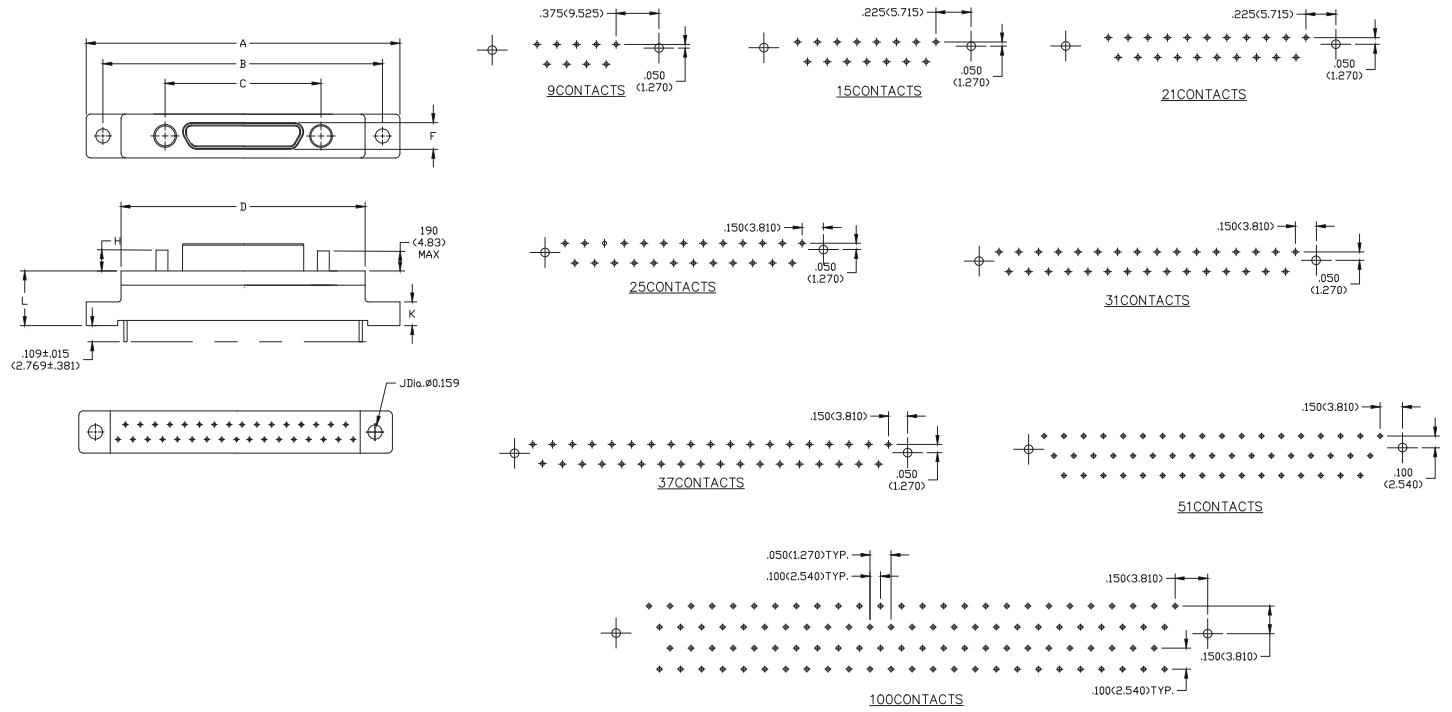 A
B
C
F
D
H
190
(4.83)
MAX
L
K
.109±.015
(2.769±.381)
JDia.Ø0.159
.375(9.525)
.050
(1.270)
9CONTACTS
.225(5.715)
.050
(1.270)
15CONTACTS
.225(5.715)
.050
(1.270)
21CONTACTS
.150(3.810)
.050
(1.270)
25CONTACTS
.150(3.810)
.050
(1.270)
31CONTACTS
.150(3.810)
.050
(1.270)
37CONTACTS
.150(3.810)
.100
(2.540)
51CONTACTS
.050(1.270)TYP.
.100(2.540)TYP.
.150(3.810)
.150(3.810)
.100(2.540)TYP.
100CONTACTS